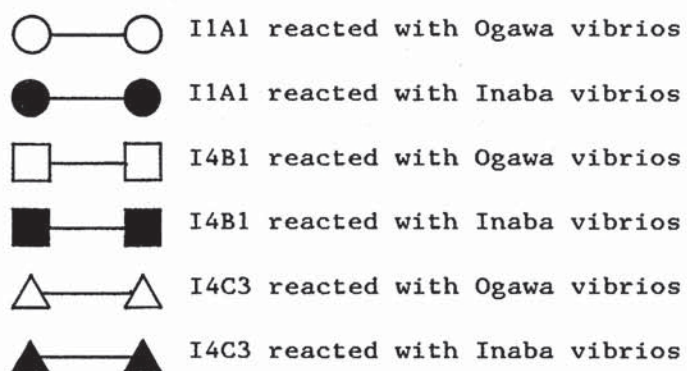 I1A1 reacted with Ogawa vibrios
I1A1 reacted with Inaba vibrios
I4B1 reacted with Ogawa vibrios
I4B1 reacted with Inaba vibrios
I4C3 reacted with Ogawa vibrios
I4C3 reacted with Inaba vibrios